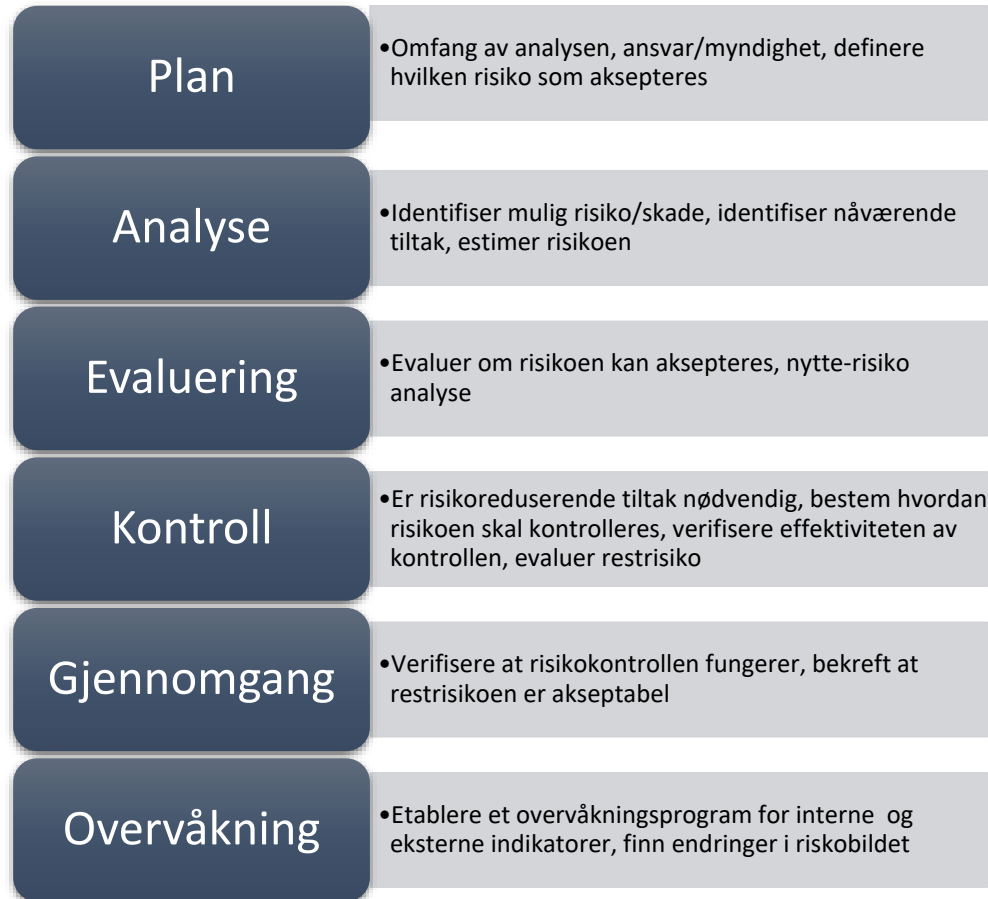 Plan
•Omfang av analysen, ansvar/myndighet, definere
hvilken risiko som aksepteres
Analyse
•Identifiser mulig risiko/skade, identifiser nåværende
tiltak, estimer risikoen
Evaluering
•Evaluer om risikoen kan aksepteres, nytte-risiko
analyse
Kontroll
•Er risikoreduserende tiltak nødvendig, bestem hvordan
risikoen skal kontrolleres, verifisere effektiviteten av
kontrollen, evaluer restrisiko
Gjennomgang
•Verifisere at risikokontrollen fungerer, bekreft at
restrisikoen er akseptabel
Overvåkning
•Etablere et overvåkningsprogram for interne  og
eksterne indikatorer, finn endringer i riskobildet